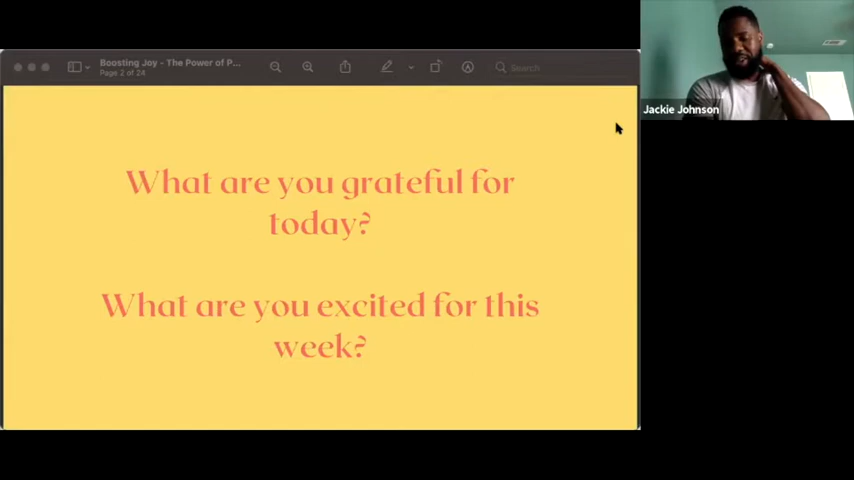 Boosting Joy - The Power of P...
Page 2 of 24
Search
Jackie Johnson
What are you grateful for
today?
What are you excited for this
week?